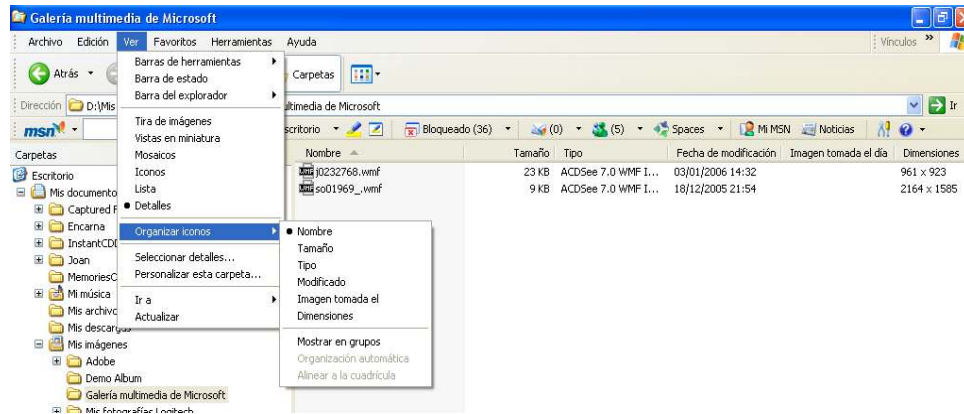 Galería multimedia de Microsoft
Archivo Edición Ver Favoritos Herramientas Ayuda Vínculos »
Atrás Carpetas
Dirección D:\Mis ultimedia de Microsoft Ir
msn scritorio Bloqueado (36) (0) (5) Spaces Mi MSN Noticias
Carpetas
Escritorio
Mis documento
Captured F
Encarna
InstantCD
Joan
MemoriesC
Mi música
Mis archivo
Mis descargas
Mis imágenes
Adobe
Demo Album
Galería multimedia de Microsoft
Mis fotografías Logitech
Barras de herramientas
Barra de estado
Barra del explorador
Tira de imágenes
Vistas en miniatura
Mosaicos
Iconos
Lista
Detalles
Organizar iconos
Seleccionar detalles...
Personalizar esta carpeta...
Ir a
Actualizar
Nombre
Tamaño
Tipo
Modificado
Imagen tomada el
Dimensiones
Mostrar en grupos
Organización automática
Alinear a la cuadrícula
Nombre Tamaño Tipo Fecha de modificación Imagen tomada el día Dimensiones
j0232768.wmf 23 KB ACDSee 7.0 WMF I... 03/01/2006 14:32 961 x 923
so01969_.wmf 9 KB ACDSee 7.0 WMF I... 18/12/2005 21:54 2164 x 1585